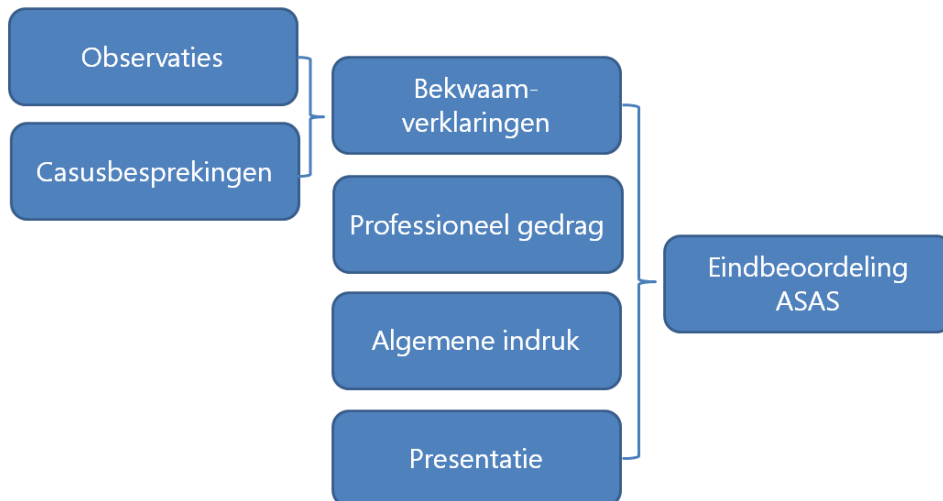 Observaties
Casusbesprekingen
Bekwaam-
verklaringen
Professioneel gedrag
Algemene indruk
Presentatie
Eindbeoordeling
ASAS